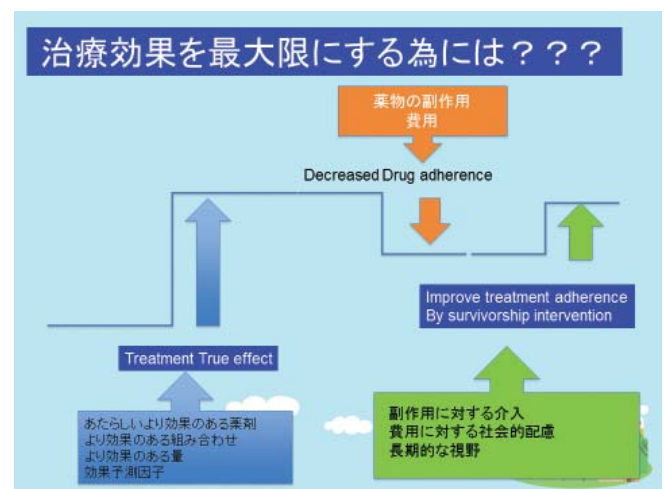 治療効果を最大限にする為には？？？
薬物の副作用
費用
Decreased Drug adherence
Improve treatment adherence
By survivorship intervention
Treatment True effect
あたらしいより効果のある薬剤
より効果のある組み合わせ
より効果のある量
効果予測因子
副作用に対する介入
費用に対する社会的配慮
長期的な視野